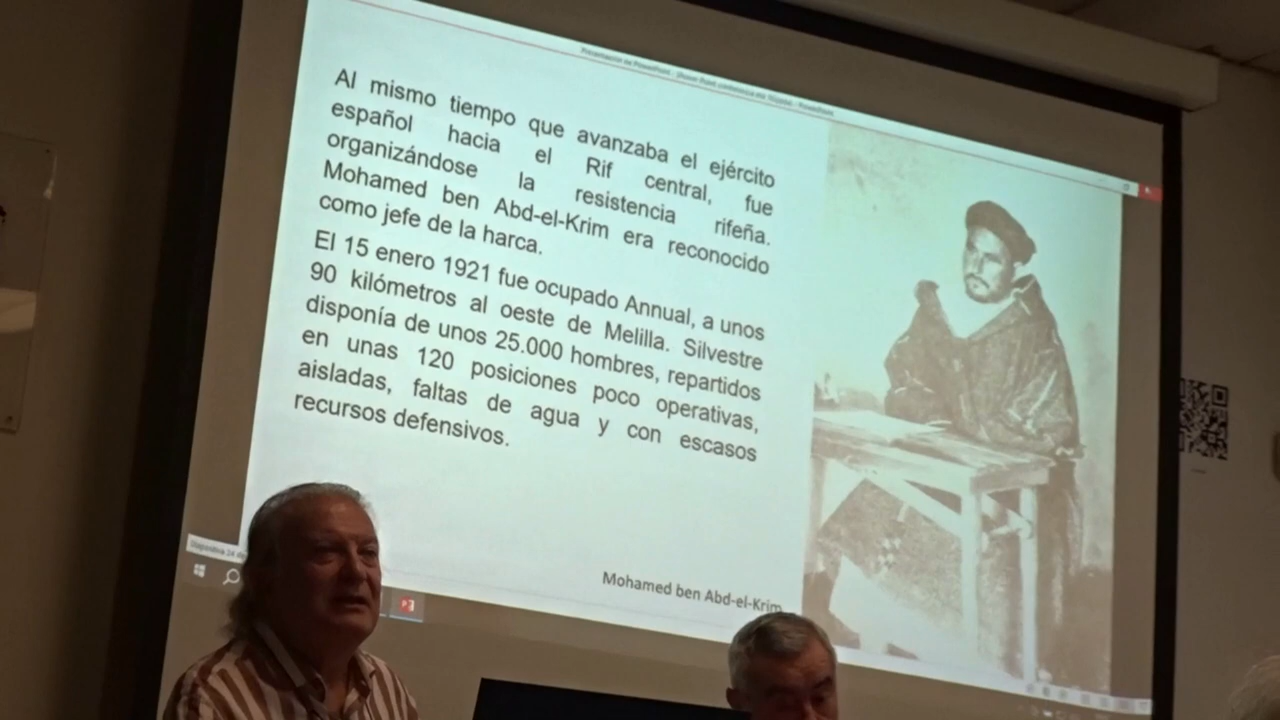 Al mismo tiempo que avanzaba el ejército
español hacia el Rif central, fue
organizándose la resistencia rifeña.
Mohamed ben Abd-el-Krim era reconocido
como jefe de la harca.
El 15 enero 1921 fue ocupado Annual, a unos
90 kilómetros al oeste de Melilla. Silvestre
disponía de unos 25.000 hombres, repartidos
en unas 120 posiciones poco operativas,
aisladas, faltas de agua y con escasos
recursos defensivos.
Mohamed ben Abd-el-Krim